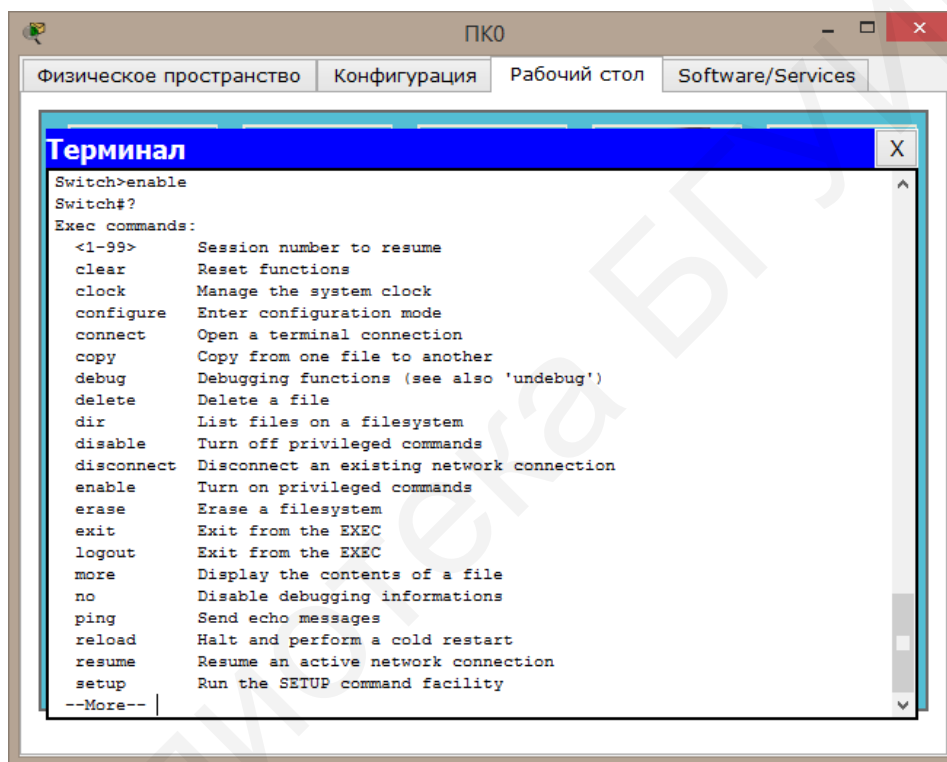 ПК0
Физическое пространство Конфигурация Рабочий стол Software/Services
Терминал X
Switch>enable
Switch#?
Exec commands:
<1-99> Session number to resume
clear Reset functions
clock Manage the system clock
configure Enter configuration mode
connect Open a terminal connection
copy Copy from one file to another
debug Debugging functions (see also 'undebug')
delete Delete a file
dir List files on a filesystem
disable Turn off privileged commands
disconnect Disconnect an existing network connection
enable Turn on privileged commands
erase Erase a filesystem
exit Exit from the EXEC
logout Exit from the EXEC
more Display the contents of a file
no Disable debugging informations
ping Send echo messages
reload Halt and perform a cold restart
resume Resume an active network connection
setup Run the SETUP command facility
--More--